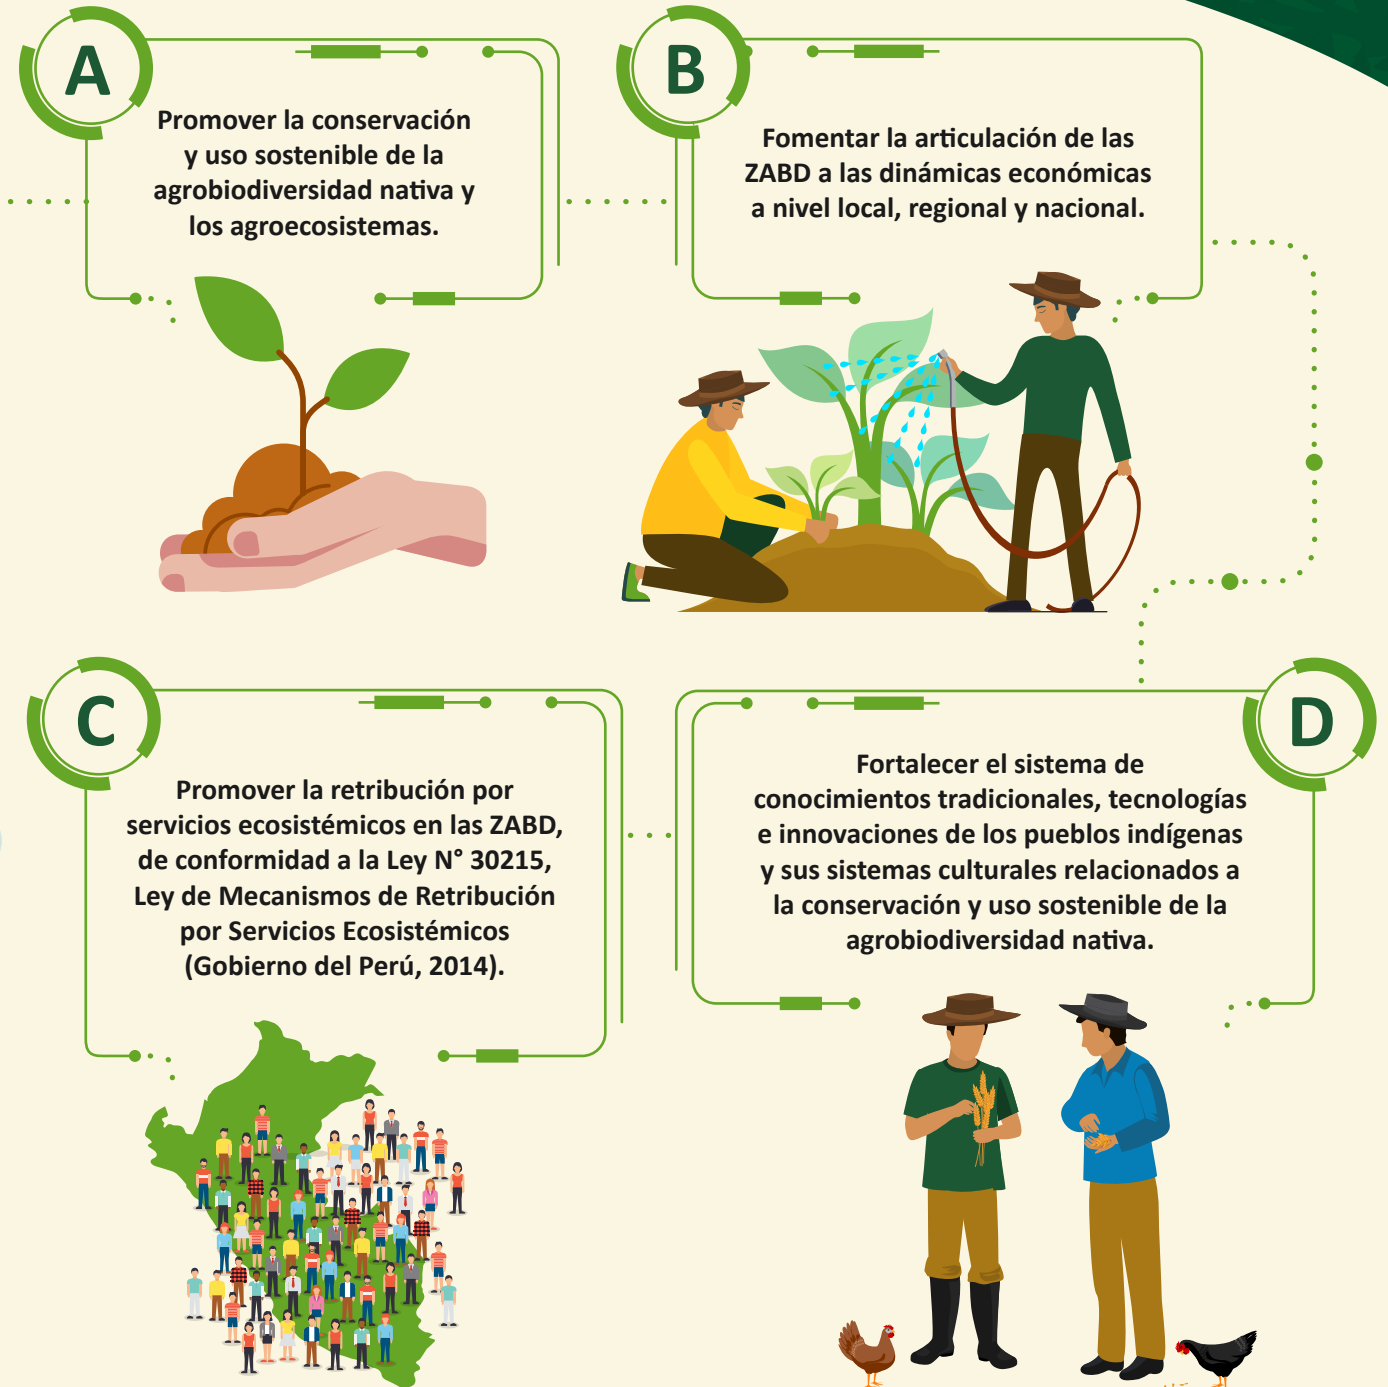 A
Promover la conservación
y uso sostenible de la
agrobiodiversidad nativa y
los agroecosistemas.
B
Fomentar la articulación de las
ZABD a las dinámicas económicas
a nivel local, regional y nacional.
C
Promover la retribución por
servicios ecosistémicos en las ZABD,
de conformidad a la Ley N° 30215,
Ley de Mecanismos de Retribución
por Servicios Ecosistémicos
(Gobierno del Perú, 2014).
D
Fortalecer el sistema de
conocimientos tradicionales, tecnologías
e innovaciones de los pueblos indígenas
y sus sistemas culturales relacionados a
la conservación y uso sostenible de la
agrobiodiversidad nativa.